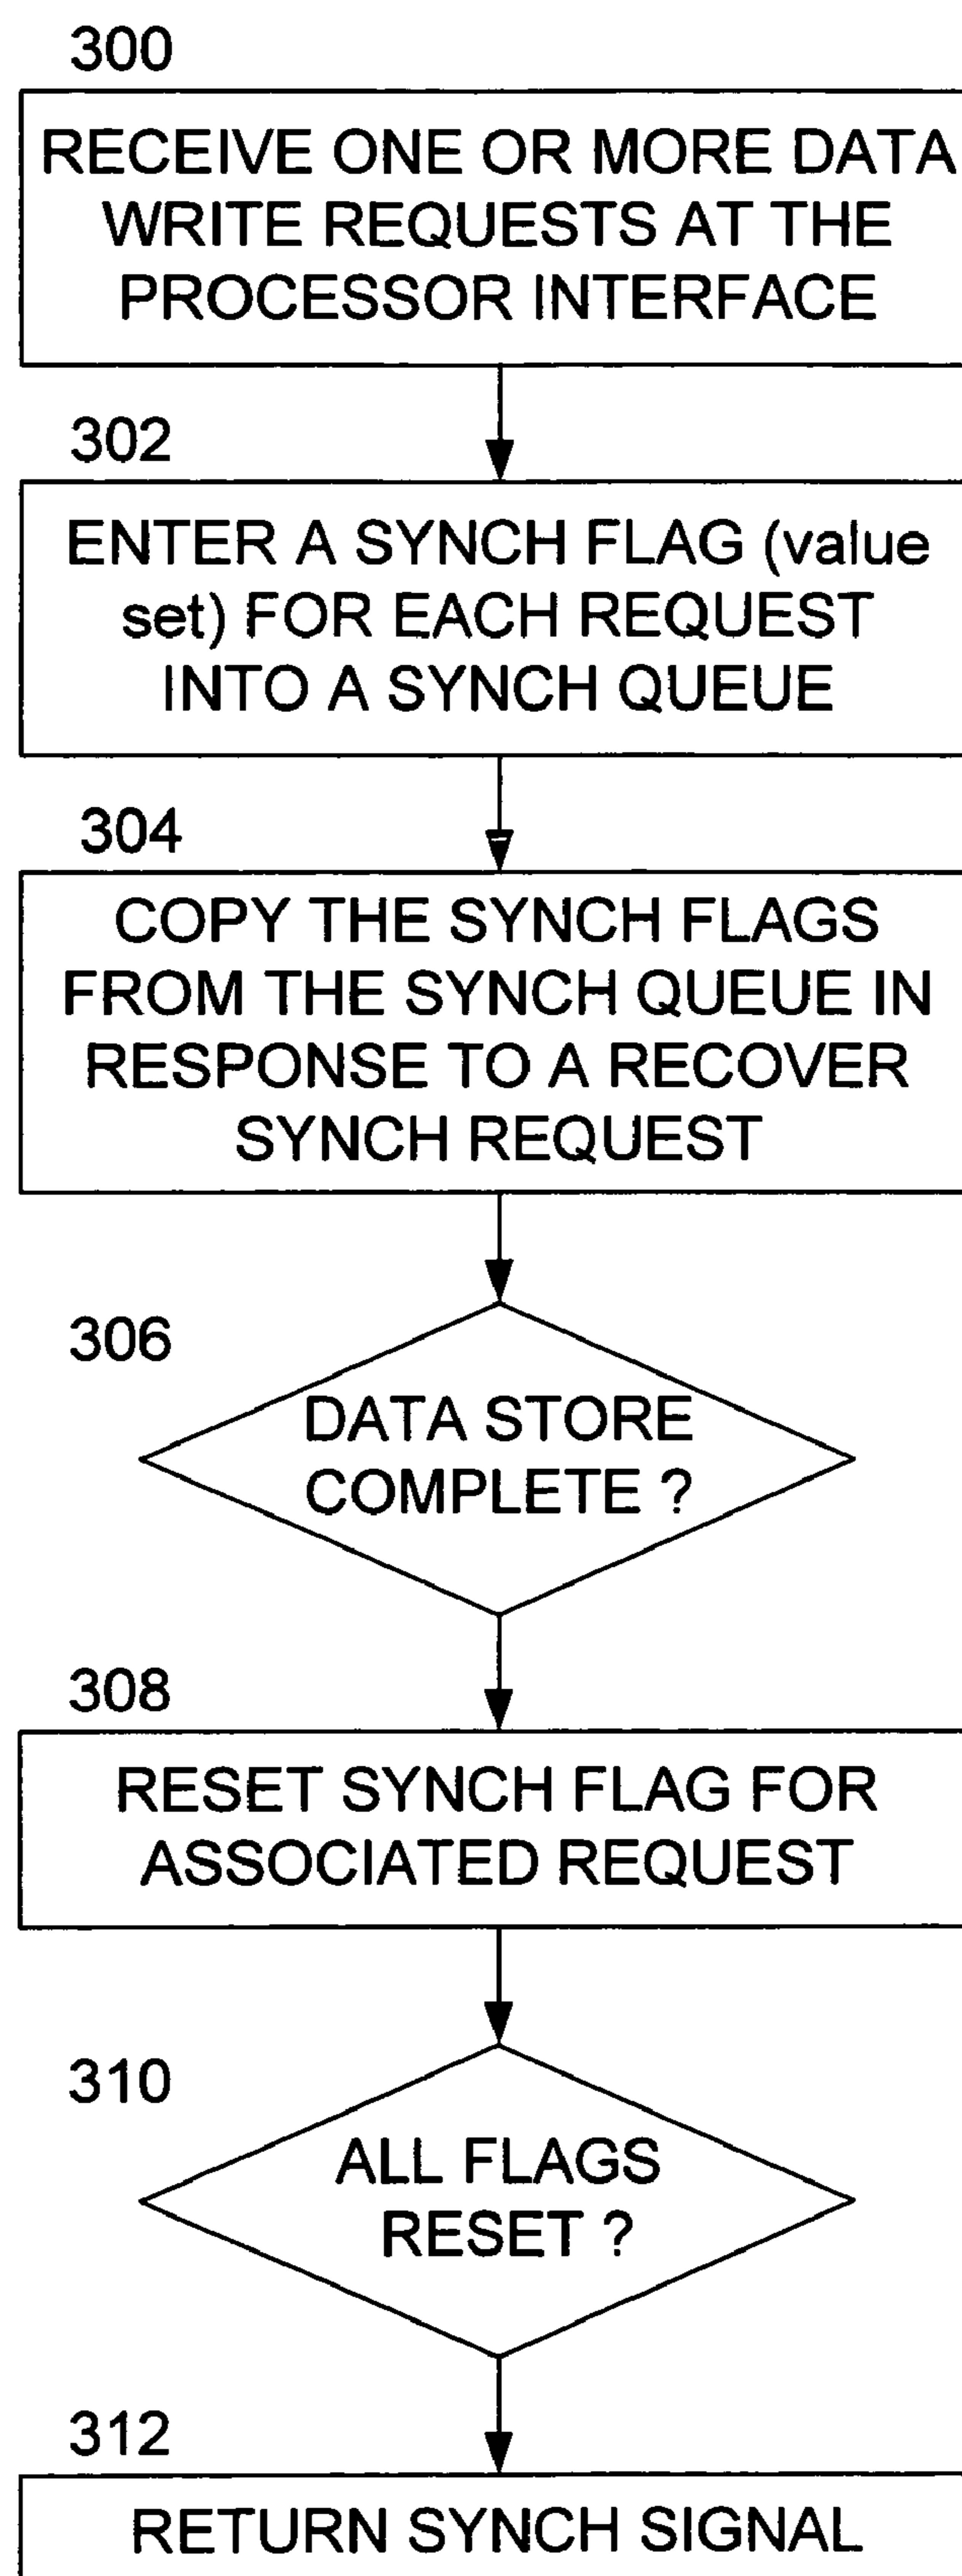 300
RECEIVE ONE OR MORE DATA
WRITE REQUESTS AT THE
PROCESSOR INTERFACE
302
ENTER A SYNCH FLAG (value
set) FOR EACH REQUEST
INTO A SYNCH QUEUE
304
COPY THE SYNCH FLAGS
FROM THE SYNCH QUEUE IN
RESPONSE TO A RECOVER
SYNCH REQUEST
306
DATA STORE
COMPLETE ?
308
RESET SYNCH FLAG FOR
ASSOCIATED REQUEST
310
ALL FLAGS
RESET ?
312
RETURN SYNCH SIGNAL